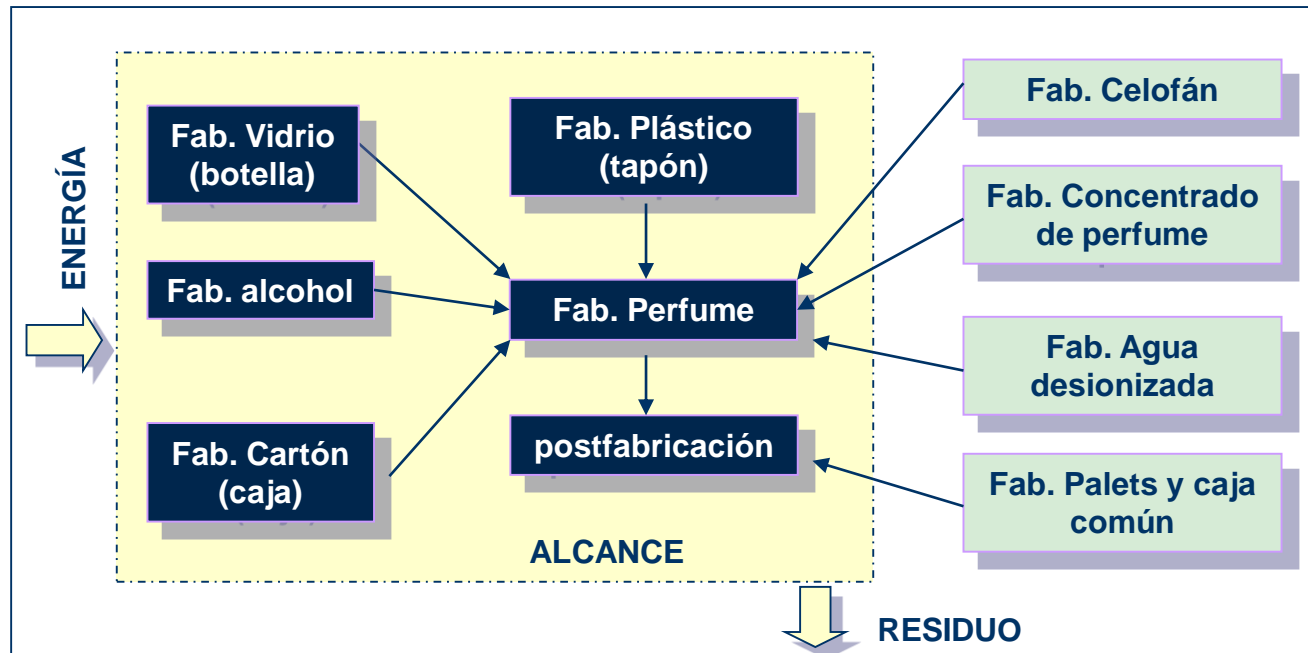 ENERGÍA
Fab. Vidrio
(botella)
Fab. alcohol
Fab. Cartón
(caja)
Fab. Plástico
(tapón)
Fab. Perfume
postfabricación
ALCANCE
Fab. Celofán
Fab. Concentrado
de perfume
Fab. Agua
desionizada
Fab. Palets y caja
común
RESIDUO